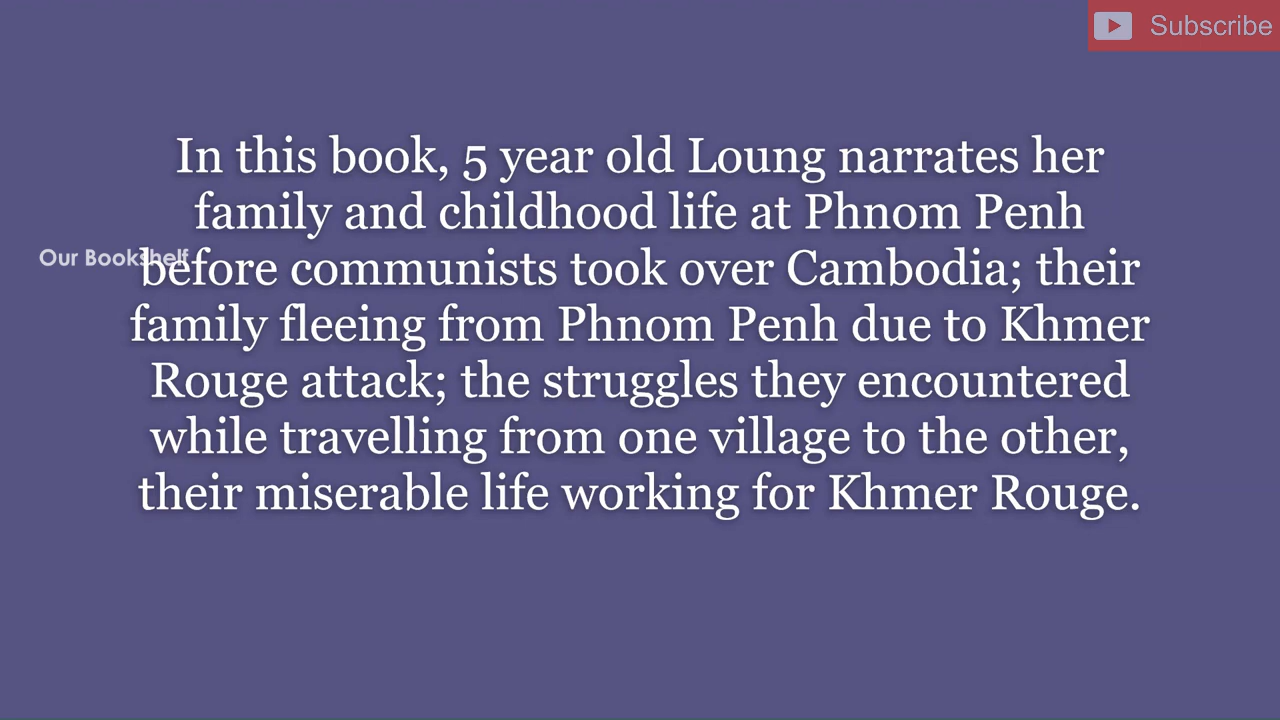 Subscribe
In this book, 5 year old Loung narrates her
family and childhood life at Phnom Penh
Our Bookshelf
before communists took over Cambodia; their
family fleeing from Phnom Penh due to Khmer
Rouge attack; the struggles they encountered
while travelling from one village to the other,
their miserable life working for Khmer Rouge.